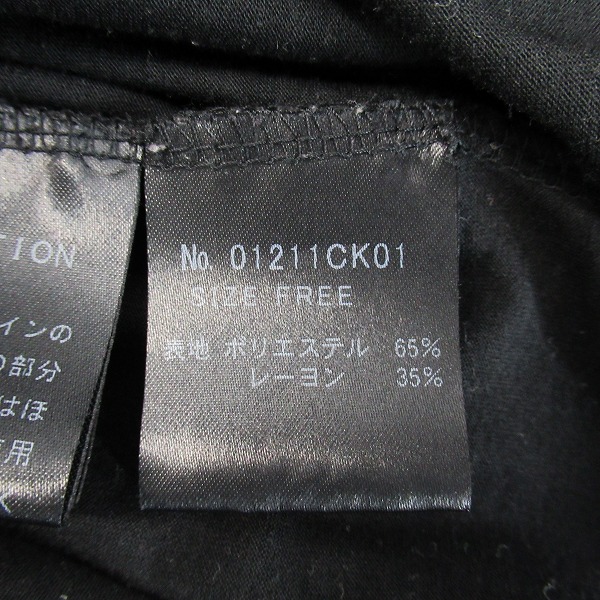 TION
インの
の部分
はほ
用
№ 01211CK01
SIZE FREE
表地 ポリエステル 65%
レーヨン 35%